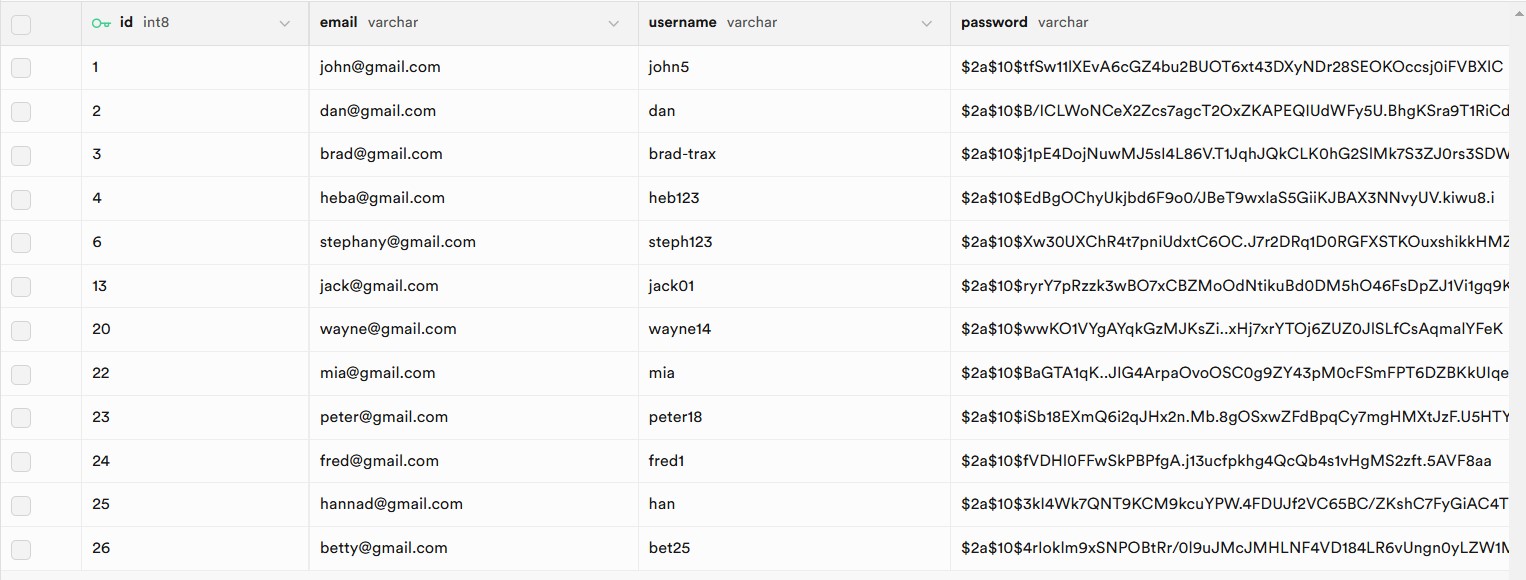 id int8 email varchar username varchar password varchar
1 john@gmail.com john5 $2a$10$tfSw11lXEvA6cGZ4bu2BUOT6xt43DXyNDr28SEOKOccsj0iFVBXlC
2 dan@gmail.com dan $2a$10$B/ICLWoNCeX2Zcs7agcT2OxZKAPEQIUdWFy5U.BhgKSra9T1RiCd
3 brad@gmail.com brad-trax $2a$10$j1pE4DojNuwMJ5sI4L86V.T1JqhJQkCLK0hG2SIMk7S3ZJ0rs3SDW
4 heba@gmail.com heb123 $2a$10$EdBgOChyUkjbd6F9o0/JBeT9wxlaS5GiiKJBAX3NNvyUV.kiwu8.i
6 stephany@gmail.com steph123 $2a$10$Xw30UXChR4t7pniUdxtC6OC.J7r2DRq1D0RGFXSTKOuxshikkHMZ
13 jack@gmail.com jack01 $2a$10$ryrY7pRzzk3wBO7xCBZMoOdNtikuBd0DM5hO46FsDpZJ1Vi1gq9K
20 wayne@gmail.com wayne14 $2a$10$wwKO1VYgAYqkGzMJKsZi..xHj7xrYTOj6ZUZ0JlSLfCsAqmalYFeK
22 mia@gmail.com mia $2a$10$BaGTA1qK..JIG4ArpaOvoOSC0g9ZY43pM0cFSmFPT6DZBKkUIqe
23 peter@gmail.com peter18 $2a$10$iSb18EXmQ6i2qJHx2n.Mb.8gOSxwZFdBpqCy7mgHMXtJzF.U5HTY
24 fred@gmail.com fred1 $2a$10$fVDHl0FFwSkPBPfgA.j13ucfpkhg4QcQb4s1vHgMS2zft.5AVF8aa
25 hannad@gmail.com han $2a$10$3kl4Wk7QNT9KCM9kcuYPW.4FDUJf2VC65BC/ZKshC7FyGiAC4T
26 betty@gmail.com bet25 $2a$10$4rloklm9xSNPOBtRr/0l9uJMcJMHLNF4VD184LR6vUngn0yLZW1M